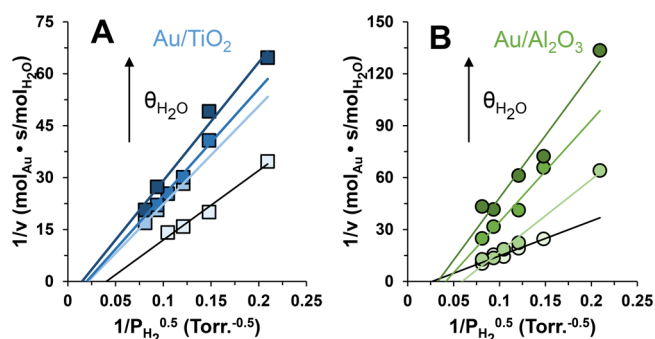 A
Au/TiO2
θH2O
1/v (molAu • s/molH2O)
75
60
45
30
15
0
0 0.05 0.1 0.15 0.2 0.25
1/PH2^0.5 (Torr.^-0.5)
B
Au/Al2O3
θH2O
1/v (molAu • s/molH2O)
150
120
90
60
30
0
0 0.05 0.1 0.15 0.2 0.25
1/PH2^0.5 (Torr.^-0.5)